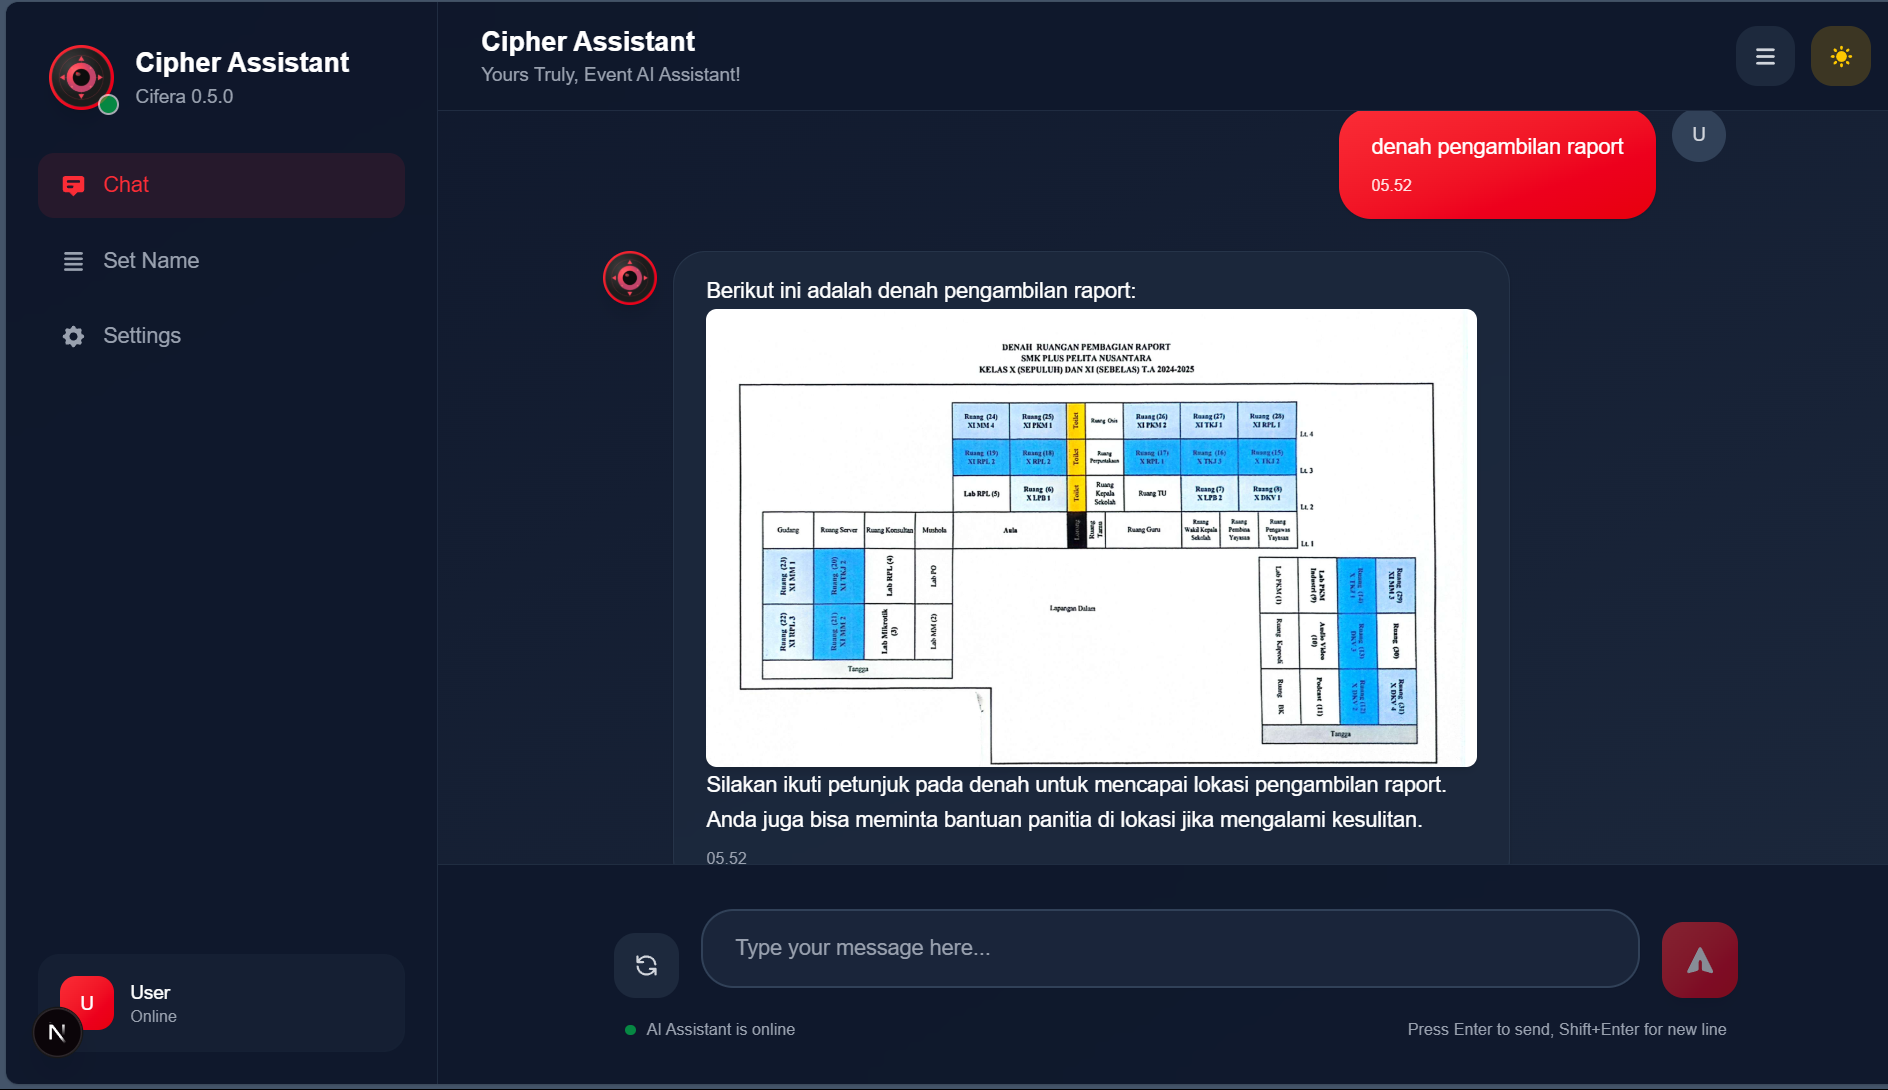 Cipher Assistant
Cifera 0.5.0
Chat
Set Name
Settings
U
User
Online
N
Cipher Assistant
Yours Truly, Event AI Assistant!
denah pengambilan raport
05.52
U
Berikut ini adalah denah pengambilan raport:
DENAH RUANGAN PEMBAGIAN RAPORT
SMK PLUS PELITA NUSANTARA
KELAS X (SEPULUH) DAN XI (SEBELAS) T.A 2024-2025
Ruang (24)
XI MM 4
Ruang (25)
XI PKM 1
Toilet
Ruang Osis
Ruang (26)
XI PKM 2
Ruang (27)
XI TKJ 1
Ruang (28)
XI RPL 1
Lt. 4
Ruang (19)
XI RPL 2
Ruang (18)
X RPL 2
Toilet
Ruang
Perpustakaan
Ruang (17)
X RPL 1
Ruang (16)
X TKJ 3
Ruang (15)
X TKJ 2
Lt. 3
Lab RPL (5)
Ruang (6)
X LPB 1
Toilet
Ruang
Kepala
Sekolah
Ruang TU
Ruang (7)
X LPB 2
Ruang (8)
X DKV 1
Lt. 2
Gudang
Ruang Server
Ruang Konsultan
Mushola
Aula
Ruang
Tamu
Ruang Guru
Ruang
Wakil Kepala
Sekolah
Ruang
Pembina
Yayasan
Ruang
Pengawas
Yayasan
Lt. 1
Ruang (23)
XI MM 1
Ruang (20)
XI TKJ 2
Lab RPL (4)
Lab PO
Ruang (22)
XI RPL 3
Ruang (21)
XI MM 2
Lab Mikrotik
(3)
Lab MM (2)
Tangga
Lapangan Dalam
Lab PKM (1)
Lab PKM
Industri (9)
Ruang (14)
X TKJ 1
Ruang (29)
XI MM 3
Ruang Kaprodi
Audio Video
(10)
Ruang (13)
DKV 3
Ruang (30)
Ruang BK
Podcast (11)
Ruang (12)
X DKV 2
Ruang (31)
X DKV 4
Tangga
Silakan ikuti petunjuk pada denah untuk mencapai lokasi pengambilan raport.
Anda juga bisa meminta bantuan panitia di lokasi jika mengalami kesulitan.
05.52
Type your message here...
AI Assistant is online
Press Enter to send, Shift+Enter for new line